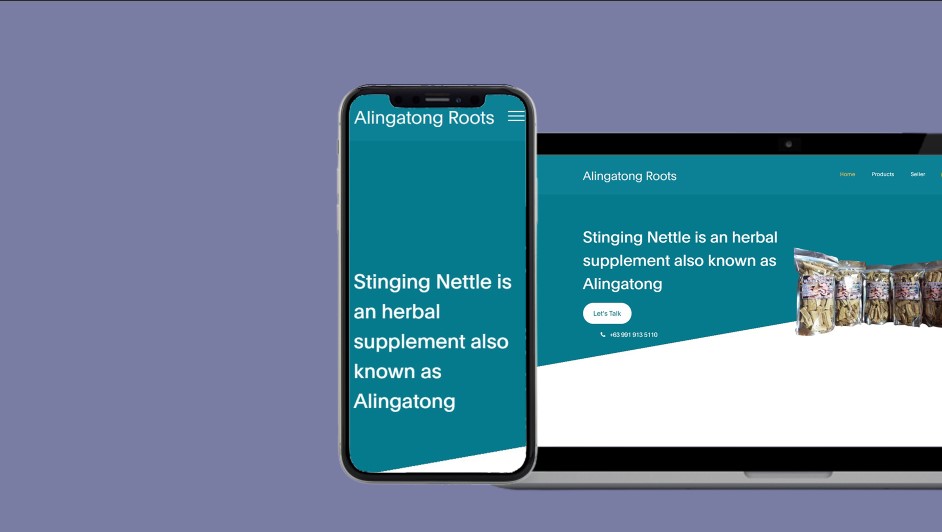 Alingatong Roots
Stinging Nettle is
an herbal
supplement also
known as
Alingatong
Alingatong Roots
Home Products Seller
Stinging Nettle is an herbal
supplement also known as
Alingatong
Let's Talk
+63 991 913 5110